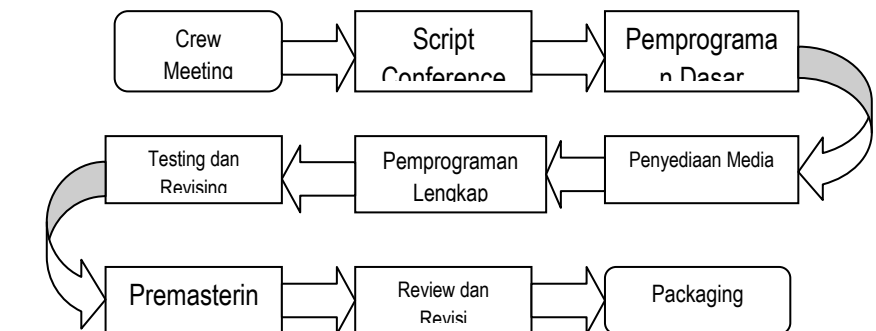 Crew
Meeting
Script
Conference
Pemprograma
n Dasar
Testing dan
Revising
Pemprograman
Lengkap
Penyediaan Media
Premasterin
Review dan
Revisi
Packaging